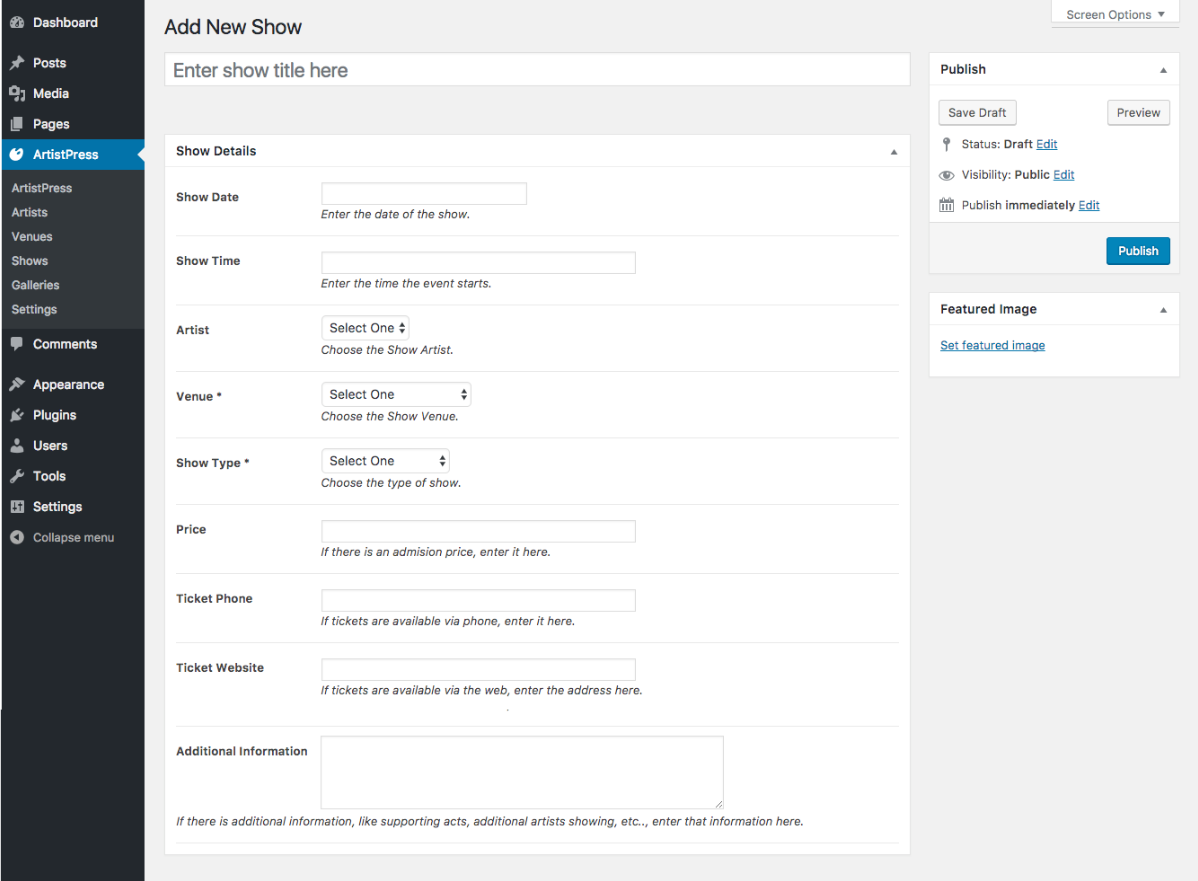 Dashboard
Posts
Media
Pages
ArtistPress
ArtistPress
Artists
Venues
Shows
Galleries
Settings
Comments
Appearance
Plugins
Users
Tools
Settings
Collapse menu
Screen Options ▼
Add New Show
Enter show title here
Show Details
Show Date
Enter the date of the show.
Show Time
Enter the time the event starts.
Artist
Select One
Choose the Show Artist.
Venue *
Select One
Choose the Show Venue.
Show Type *
Select One
Choose the type of show.
Price
If there is an admision price, enter it here.
Ticket Phone
If tickets are available via phone, enter it here.
Ticket Website
If tickets are available via the web, enter the address here.
.
Additional Information
If there is additional information, like supporting acts, additional artists showing, etc.., enter that information here.
Publish
Save Draft
Preview
Status: Draft Edit
Visibility: Public Edit
Publish immediately Edit
Publish
Featured Image
Set featured image